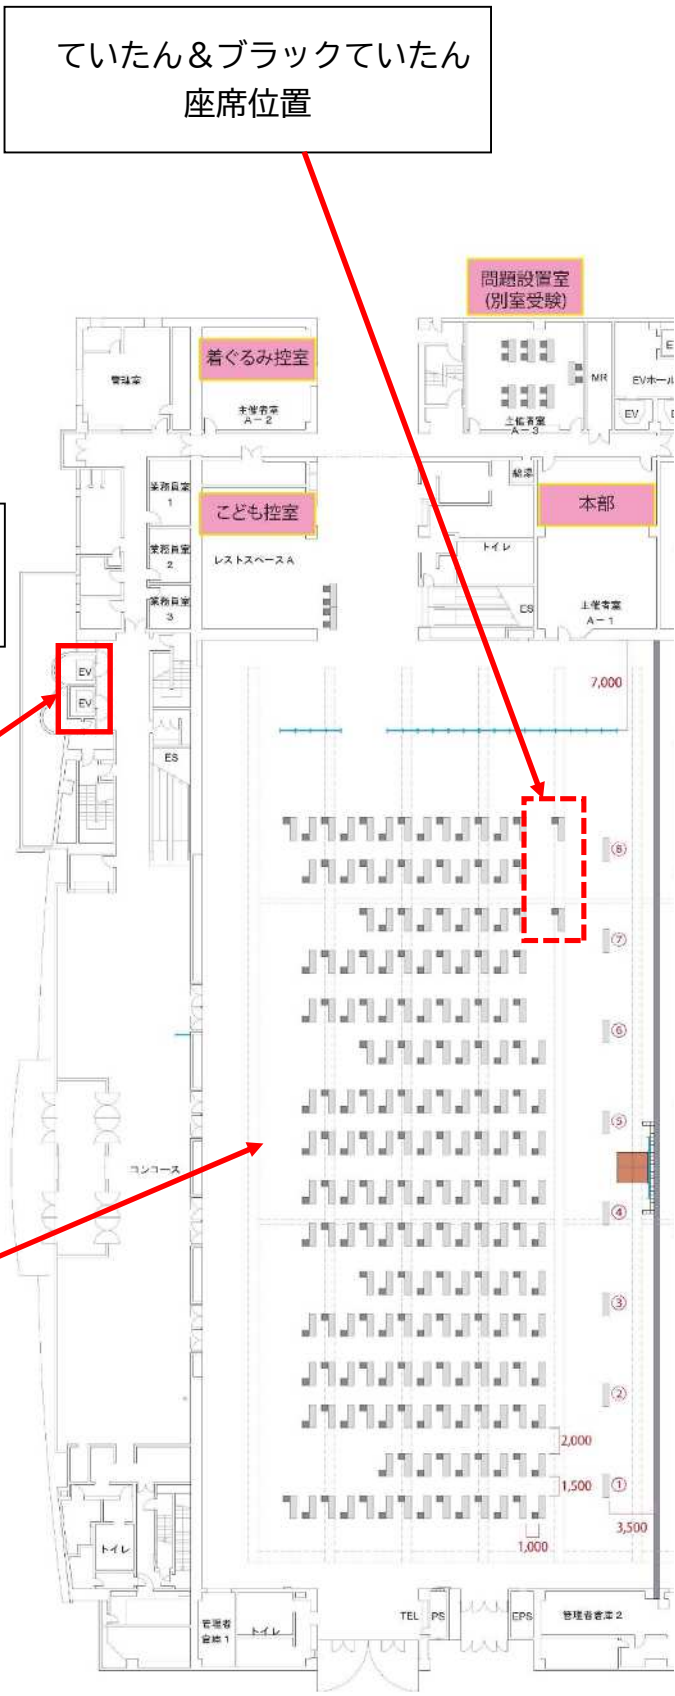 ていたん＆ブラックていたん
座席位置
問題設置室
(別室受験)
着ぐるみ控室
管理室
主催者室
A－2
主催者室
A－3
MR
EVホール
EV
業務員室
1
こども控室
給湯
本部
業務員室
2
レストスペースA
トイレ
業務員室
3
ES
主催者室
A－1
EV
EV
7,000
ES
⑧
⑦
⑥
⑤
コンコース
④
③
②
2,000
1,500
①
3,500
1,000
トイレ
管理者
倉庫1
トイレ
TEL
PS
EPS
管理者倉庫2